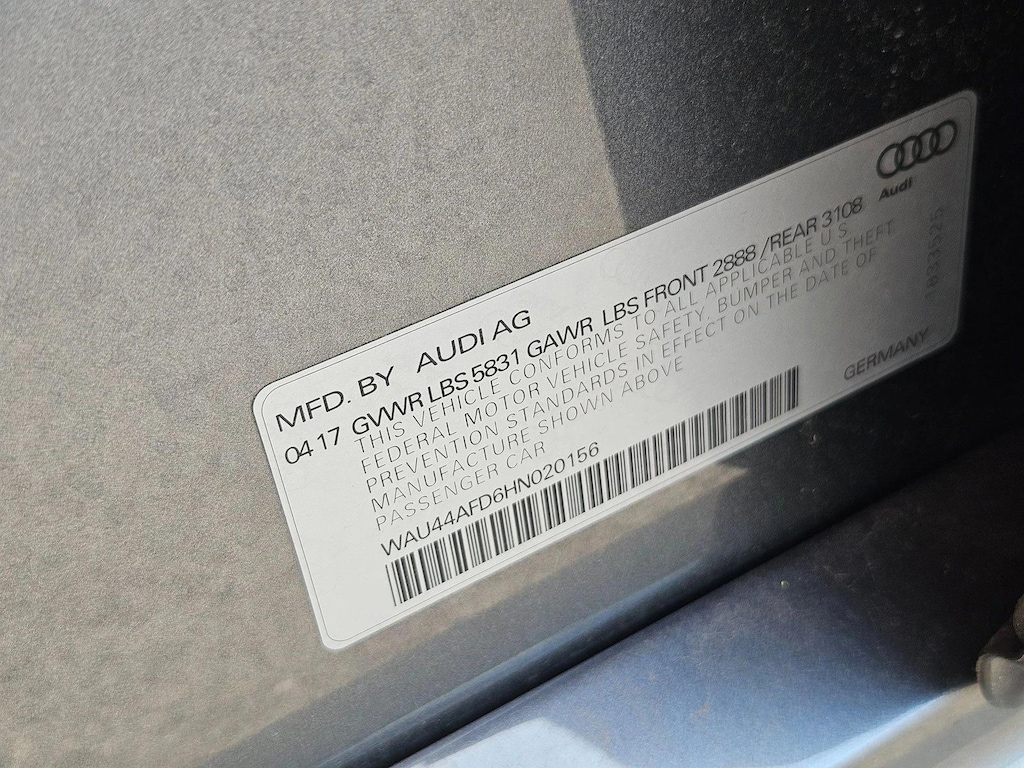 Audi
MFD. BY AUDI AG
04 17 GVWR LBS 5831 GAWR LBS FRONT 2888 /REAR 3108
THIS VEHICLE CONFORMS TO ALL APPLICABLE U.S.
FEDERAL MOTOR VEHICLE SAFETY, BUMPER AND THEFT
PREVENTION STANDARDS IN EFFECT ON THE DATE OF
MANUFACTURE SHOWN ABOVE
PASSENGER CAR
WAU44AFD6HN020156
GERMANY
1833525